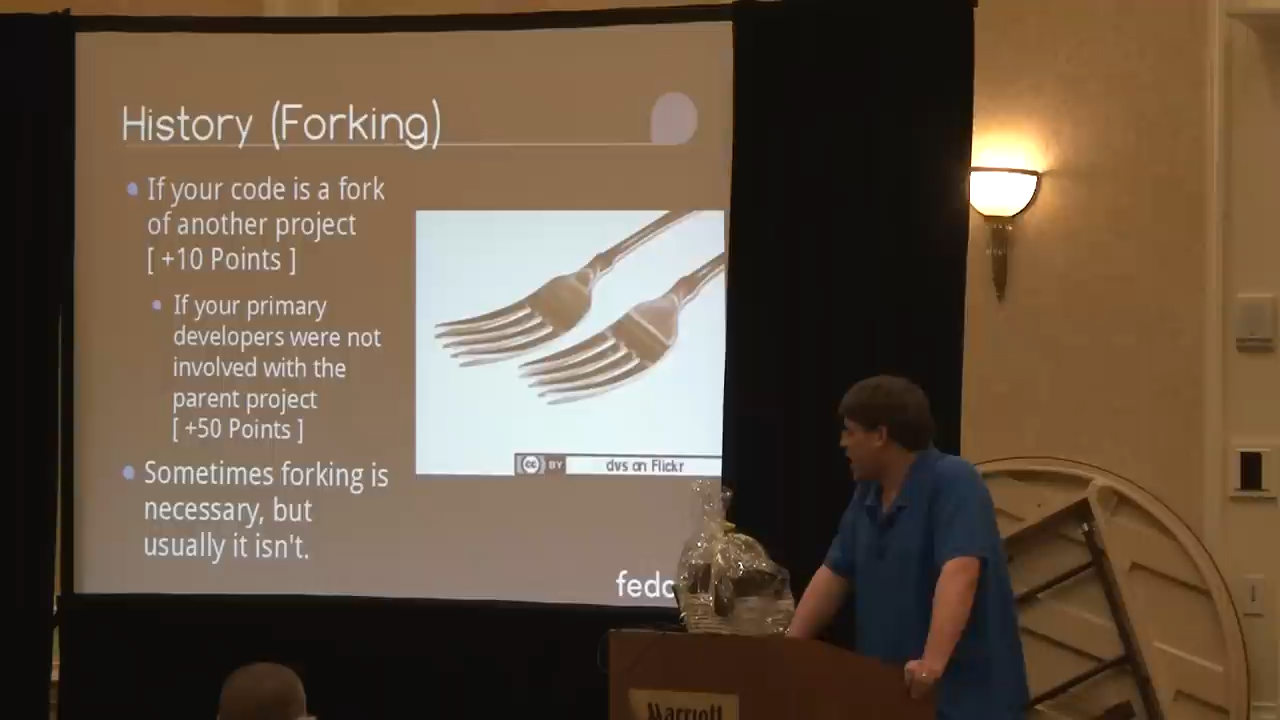 History (Forking)
If your code is a fork
of another project
[ +10 Points ]
If your primary
developers were not
involved with the
parent project
[ +50 Points ]
Sometimes forking is
necessary, but
usually it isn't.
cc BY dvs on Flickr
fedo
Marriott